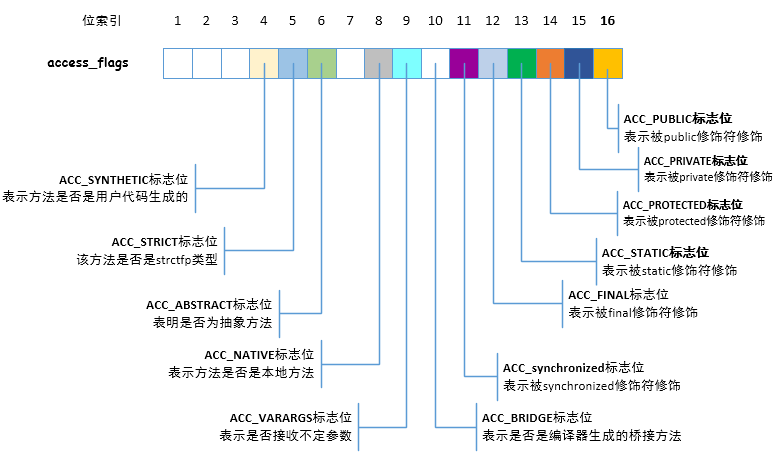 位索引 1 2 3 4 5 6 7 8 9 10 11 12 13 14 15 16
access_flags
ACC_PUBLIC标志位
表示被public修饰符修饰
ACC_PRIVATE标志位
表示被private修饰符修饰
ACC_SYNTHETIC标志位
表示方法是否是用户代码生成的
ACC_PROTECTED标志位
表示被protected修饰符修饰
ACC_STRICT标志位
该方法是否是strctfp类型
ACC_STATIC标志位
表示被static修饰符修饰
ACC_ABSTRACT标志位
表明是否为抽象方法
ACC_FINAL标志位
表示被final修饰符修饰
ACC_NATIVE标志位
表示方法是否是本地方法
ACC_synchronized标志位
表示被synchronized修饰符修饰
ACC_VARARGS标志位
表示是否接收不定参数
ACC_BRIDGE标志位
表示是否是编译器生成的桥接方法